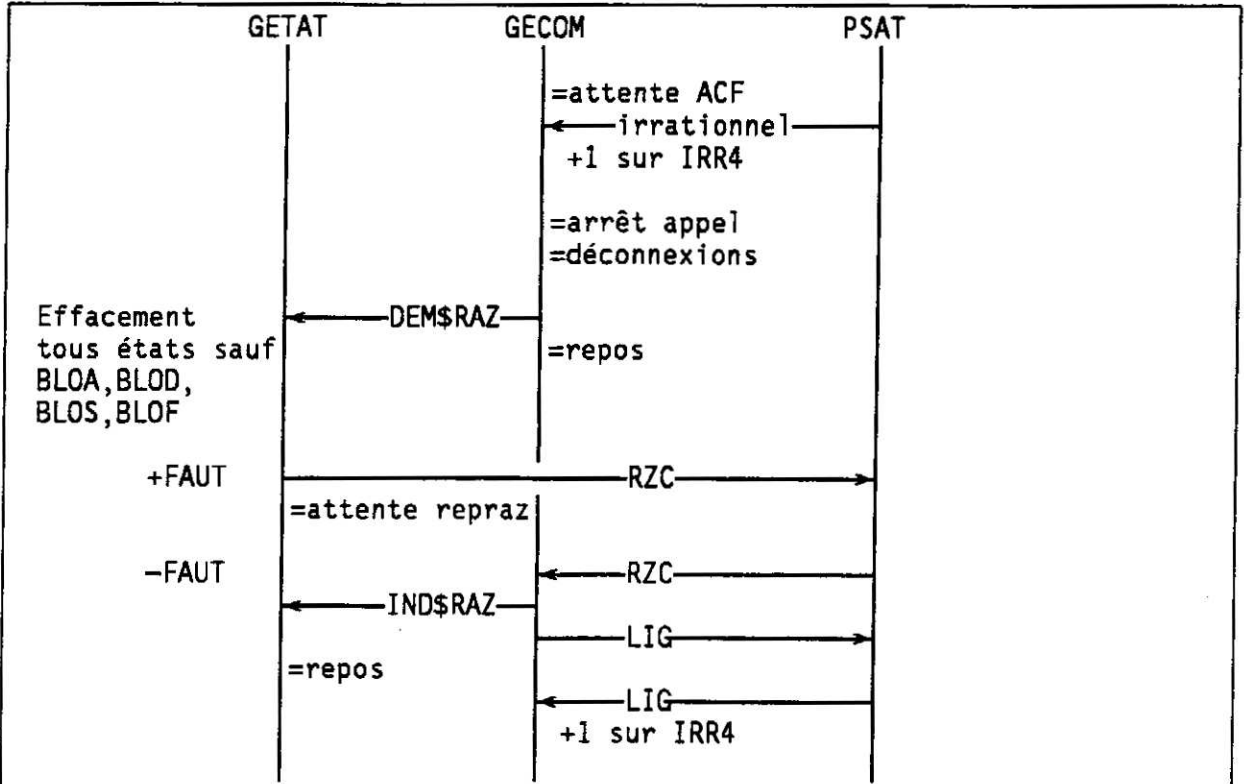 GETAT GECOM PSAT
=attente ACF
irrationnel
+1 sur IRR4
=arrêt appel
=déconnexions
DEM$RAZ
Effacement
tous états sauf
BLOA,BLOD,
BLOS,BLOF
=repos
+FAUT RZC
=attente repraz
-FAUT RZC
IND$RAZ
LIG
=repos
LIG
+1 sur IRR4